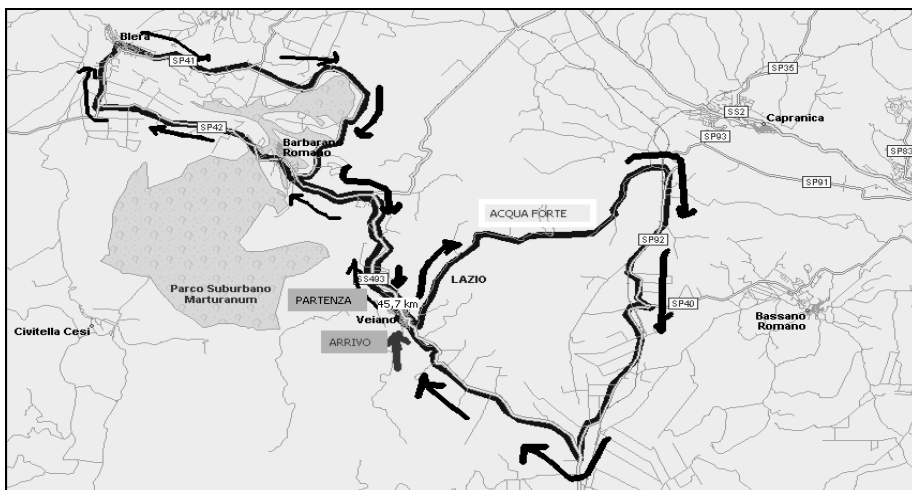 Blera
SP41
SP35
SS2
Capranica
SP42
SP93
SP83
Barbarano
Romano
SP91
ACQUA FORTE
SP92
SS493
LAZIO
Parco Suburbano
Marturanum
PARTENZA
45,7 km
SP40
Bassano
Romano
Civitella Cesi
Veiano
ARRIVO